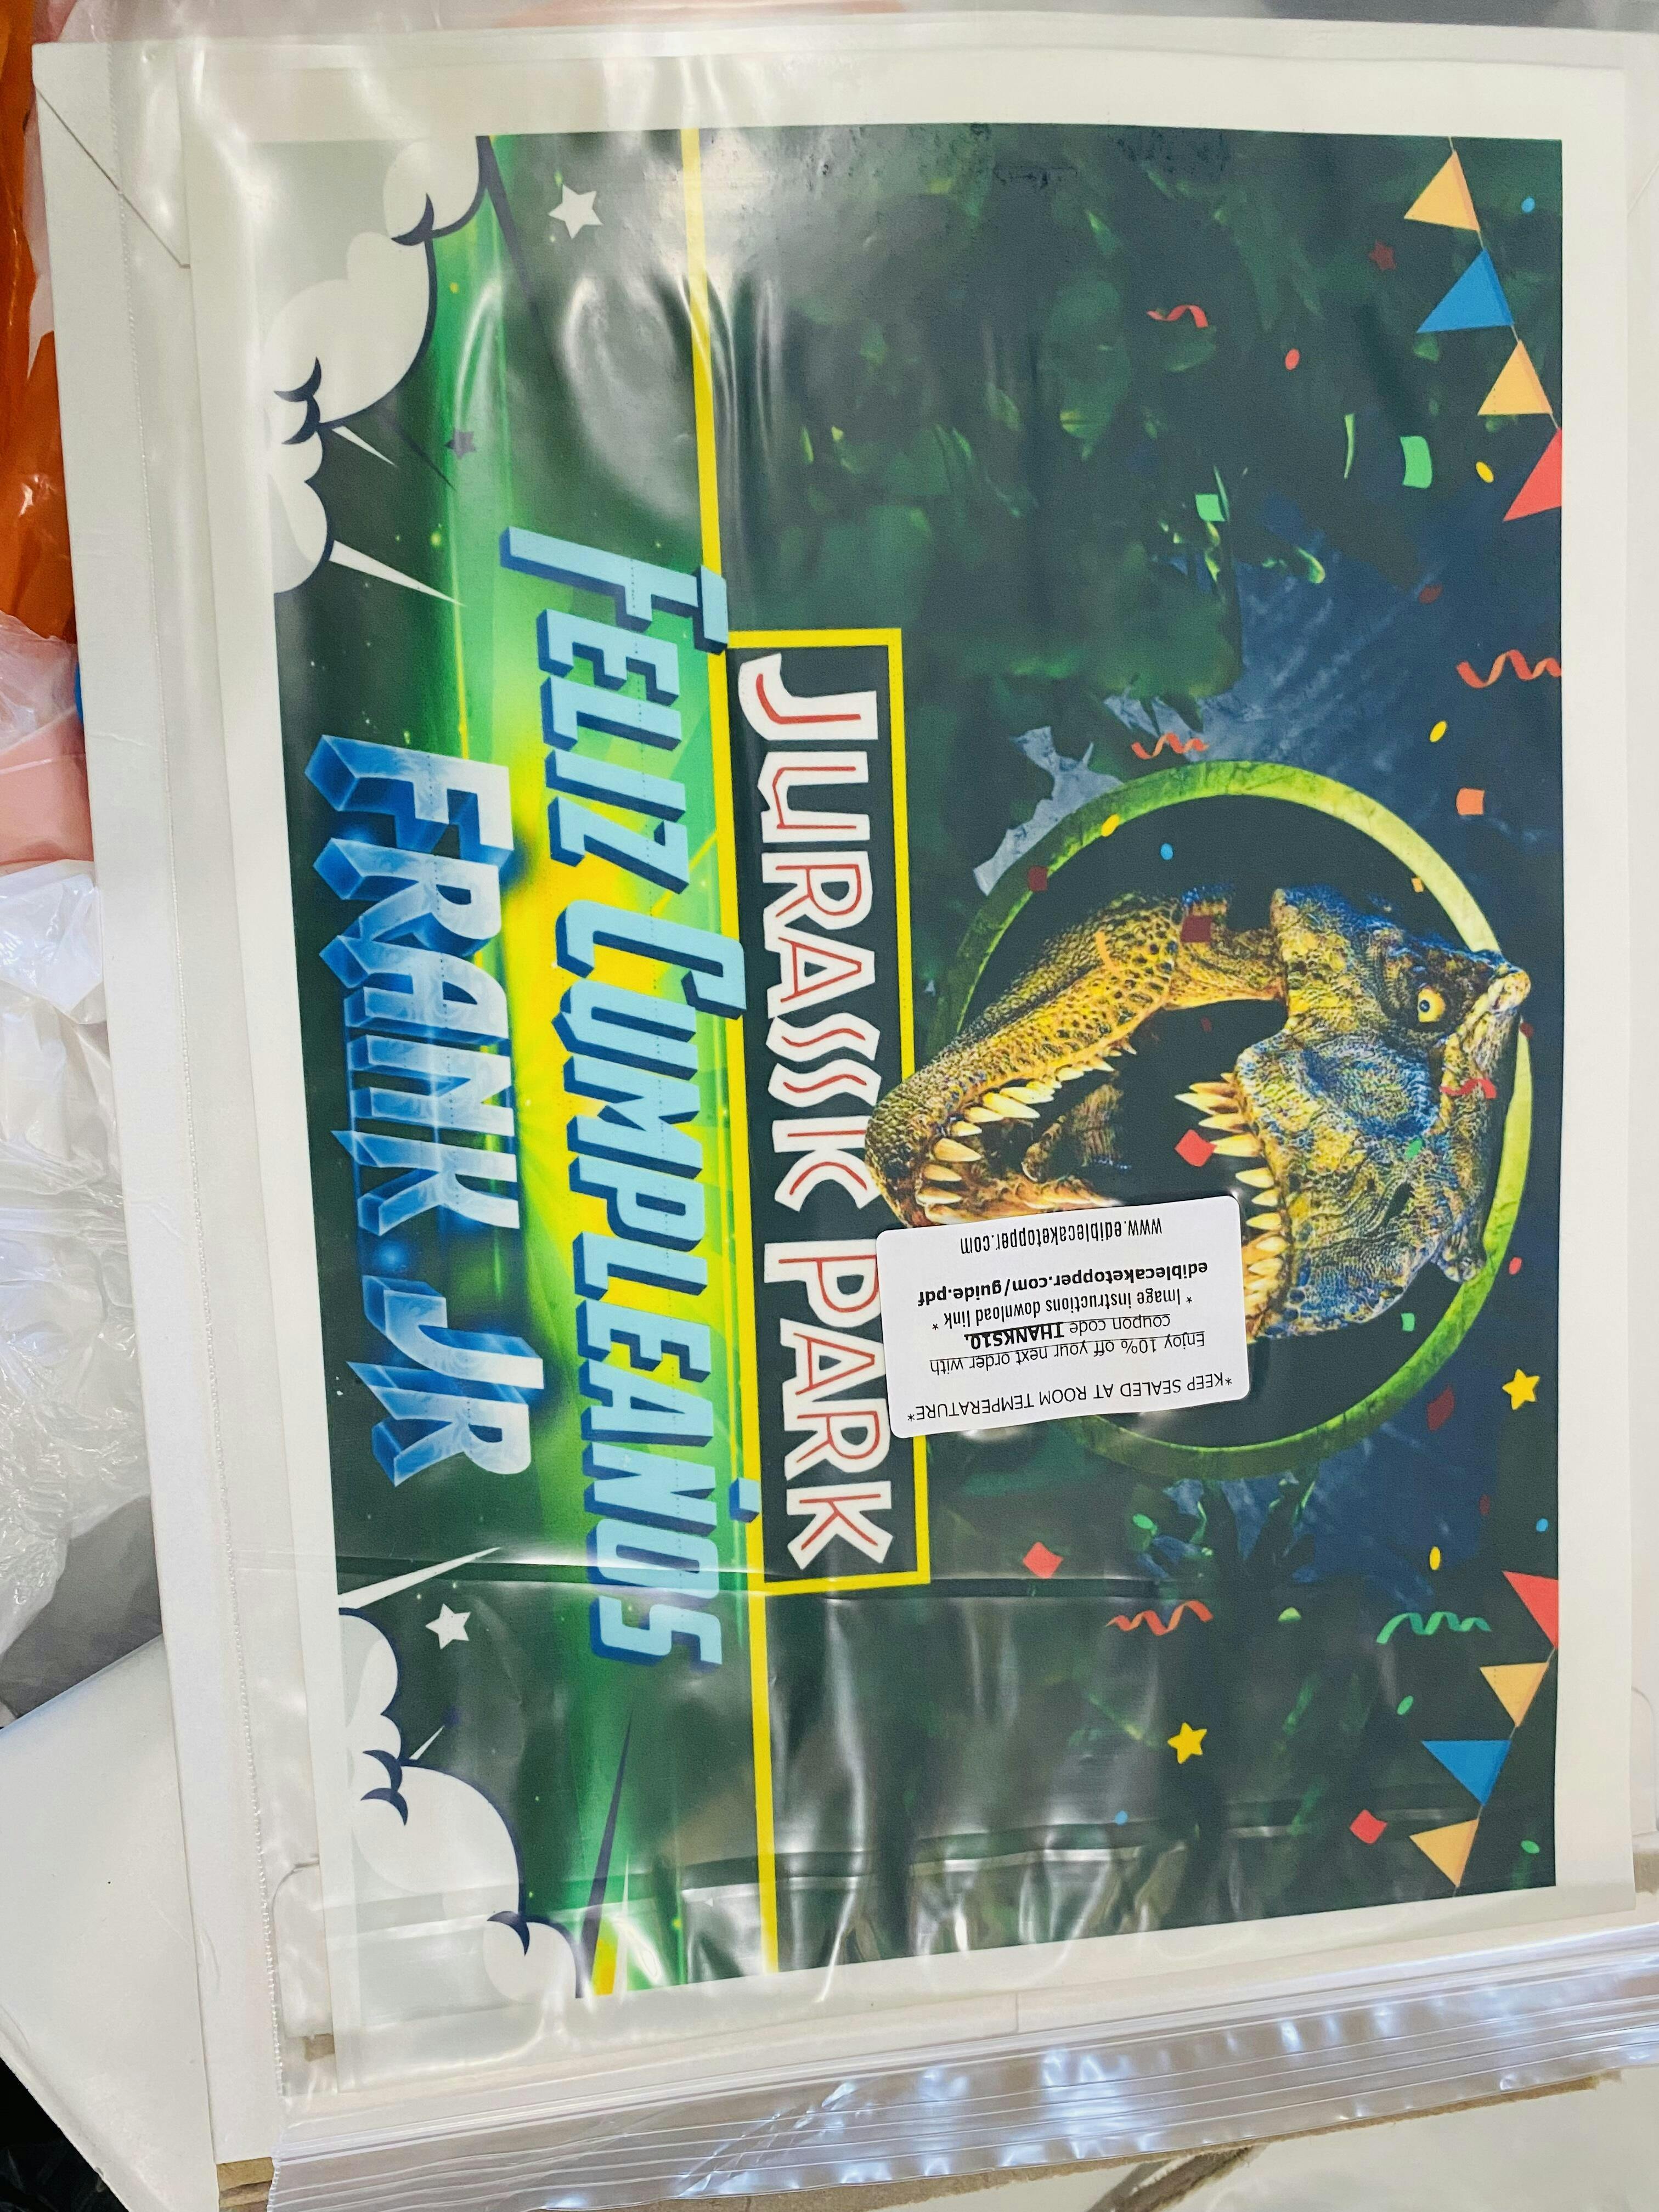 JURASSIC PARK
FELIZ CUMPLEAÑOS
FRANK.JR
*KEEP SEALED AT ROOM TEMPERATURE*
Enjoy 10% off your next order with
coupon code THANKS10.
* Image instructions download link *
ediblecaketopper.com/guide.pdf
www.ediblecaketopper.com